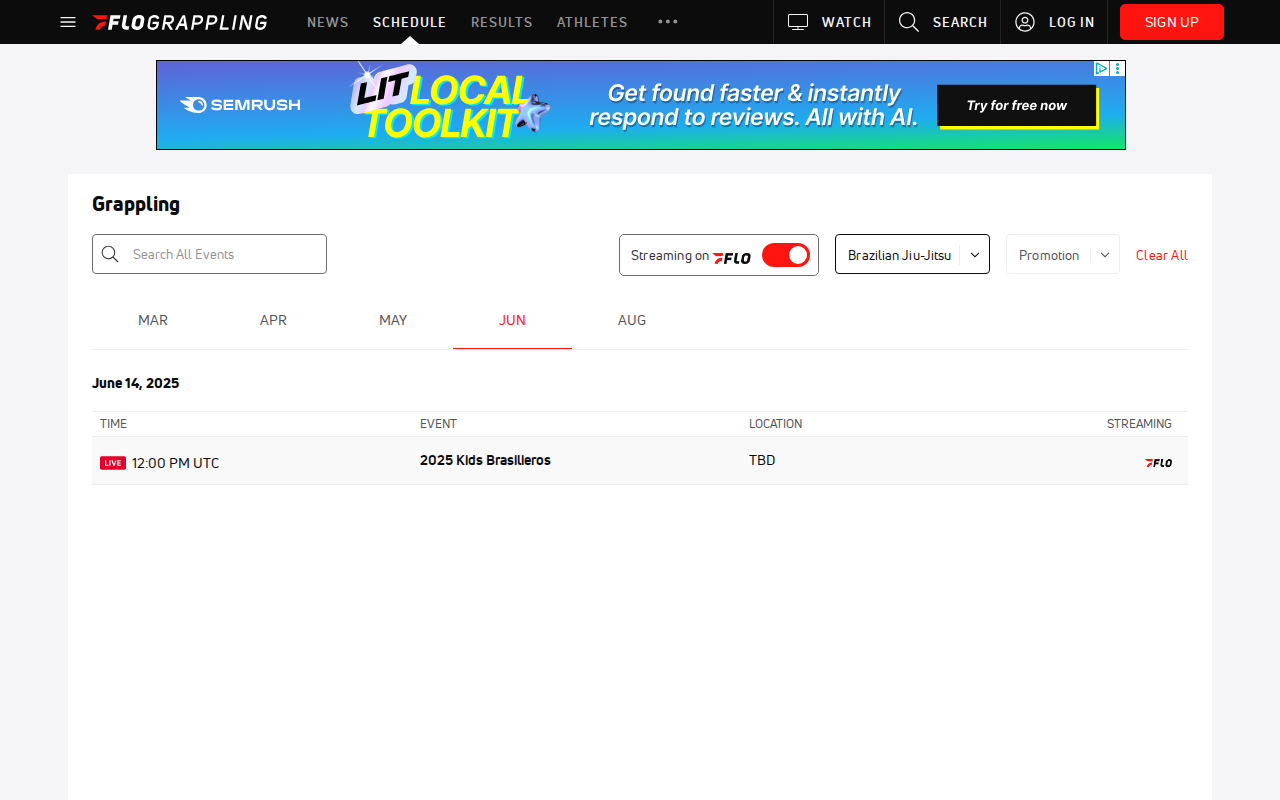 FLOGRAPPLING NEWS SCHEDULE RESULTS ATHLETES WATCH SEARCH LOG IN SIGN UP
SEMRUSH
LIT LOCAL
TOOLKIT
Get found faster & instantly
respond to reviews. All with AI.
Try for free now
Grappling
Search All Events
Streaming on FLO
Brazilian Jiu-Jitsu
Promotion
Clear All
MAR APR MAY JUN AUG
June 14, 2025
TIME EVENT LOCATION STREAMING
LIVE 12:00 PM UTC 2025 Kids Brasilieros TBD FLO